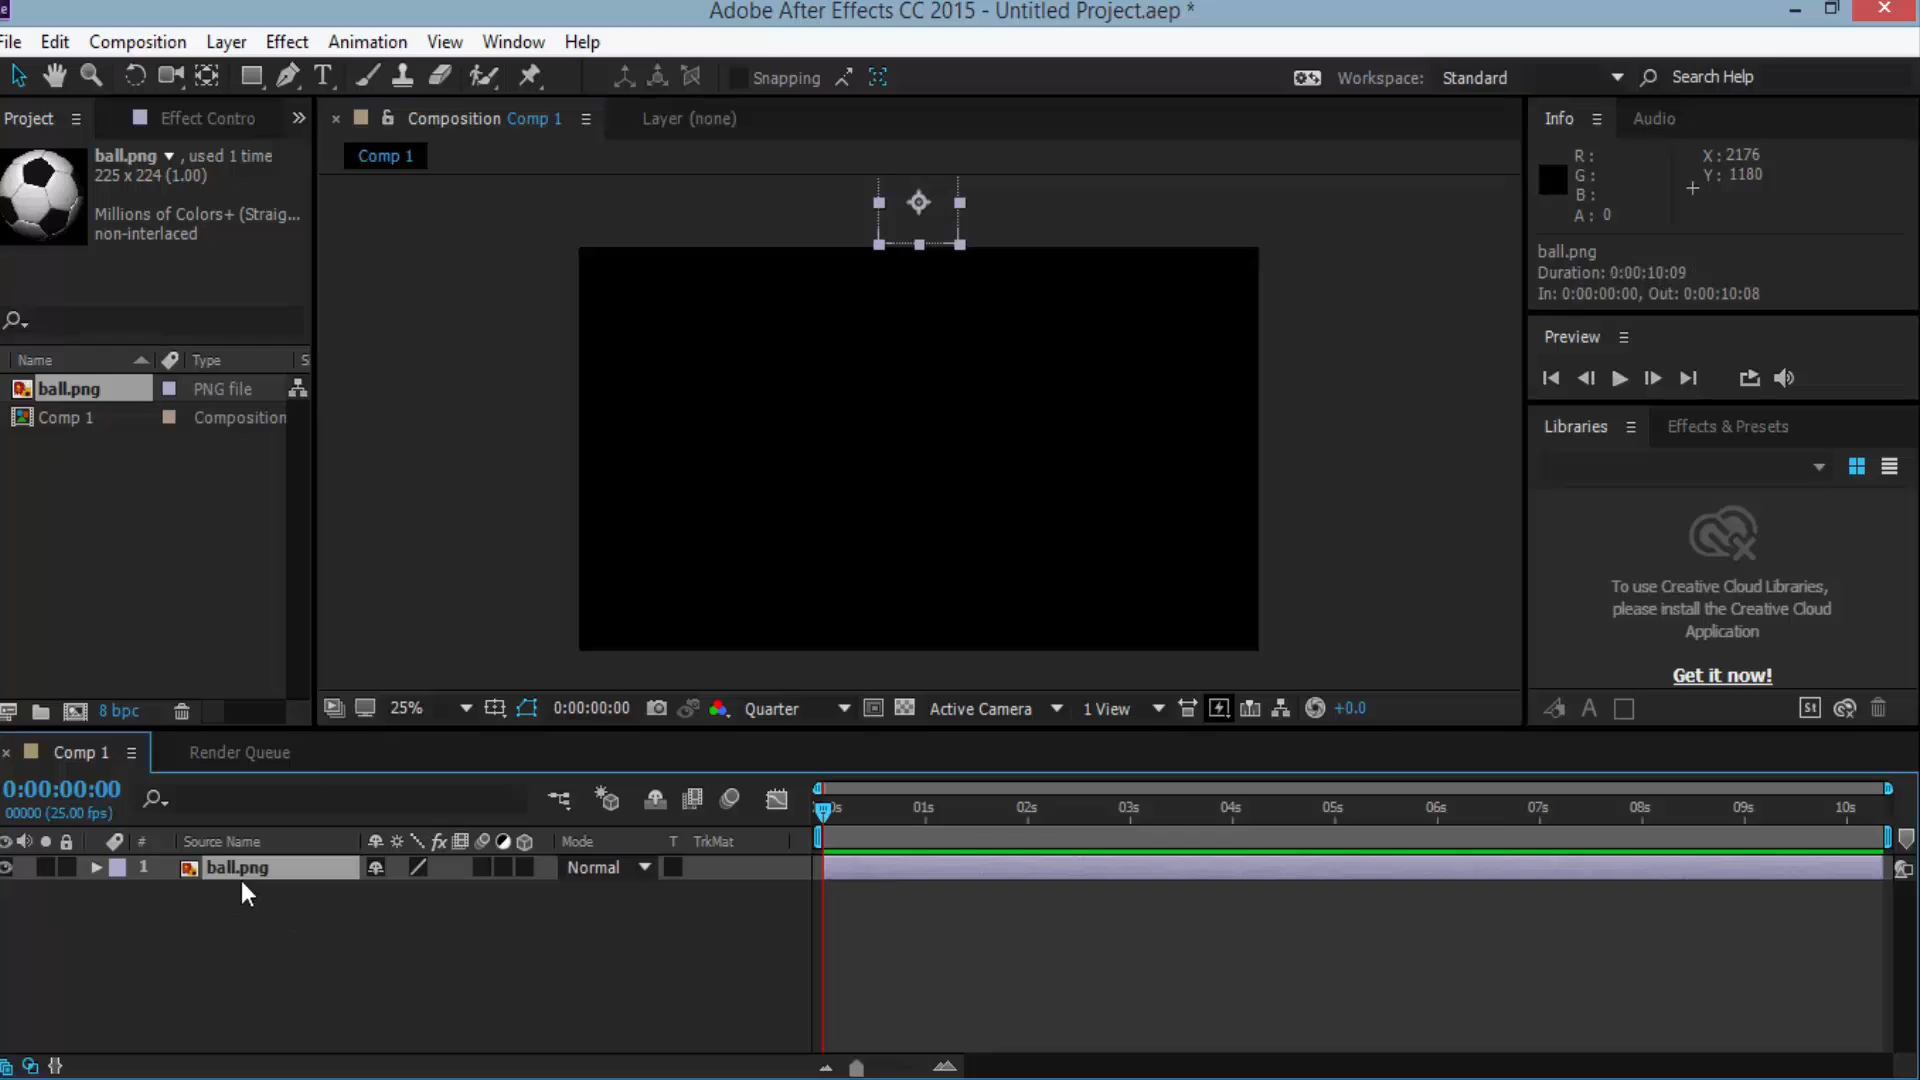 Adobe After Effects CC 2015 - Untitled Project.aep *
File Edit Composition Layer Effect Animation View Window Help
T Snapping Workspace: Standard Search Help
Project Effect Contro
Composition Comp 1 Layer (none)
Info Audio
ball.png , used 1 time
225 x 224 (1.00)
Millions of Colors+ (Straig...
non-interlaced
Comp 1
R: X: 2176
G: Y: 1180
B:
A: 0
ball.png
Duration: 0:00:10:09
In: 0:00:00:00, Out: 0:00:10:08
Preview
Name Type S
ball.png PNG file
Comp 1 Composition
Libraries Effects & Presets
To use Creative Cloud Libraries,
please install the Creative Cloud
Application
Get it now!
8 bpc
25% 0:00:00:00 Quarter Active Camera 1 View +0.0
A St
Comp 1 Render Queue
0:00:00:00
00000 (25.00 fps)
0s 01s 02s 03s 04s 05s 06s 07s 08s 09s 10s
# Source Name fx Mode T TrkMat
1 ball.png Normal